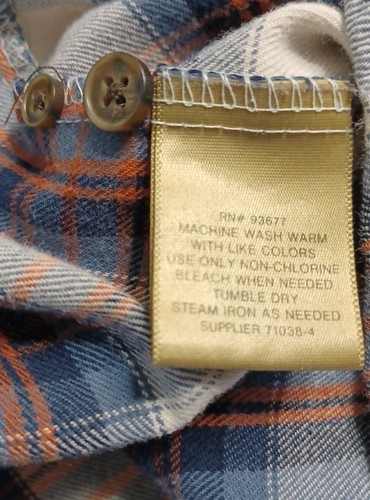 RN# 93677
MACHINE WASH WARM
WITH LIKE COLORS
USE ONLY NON-CHLORINE
BLEACH WHEN NEEDED
TUMBLE DRY
STEAM IRON AS NEEDED
SUPPLIER 71038-4